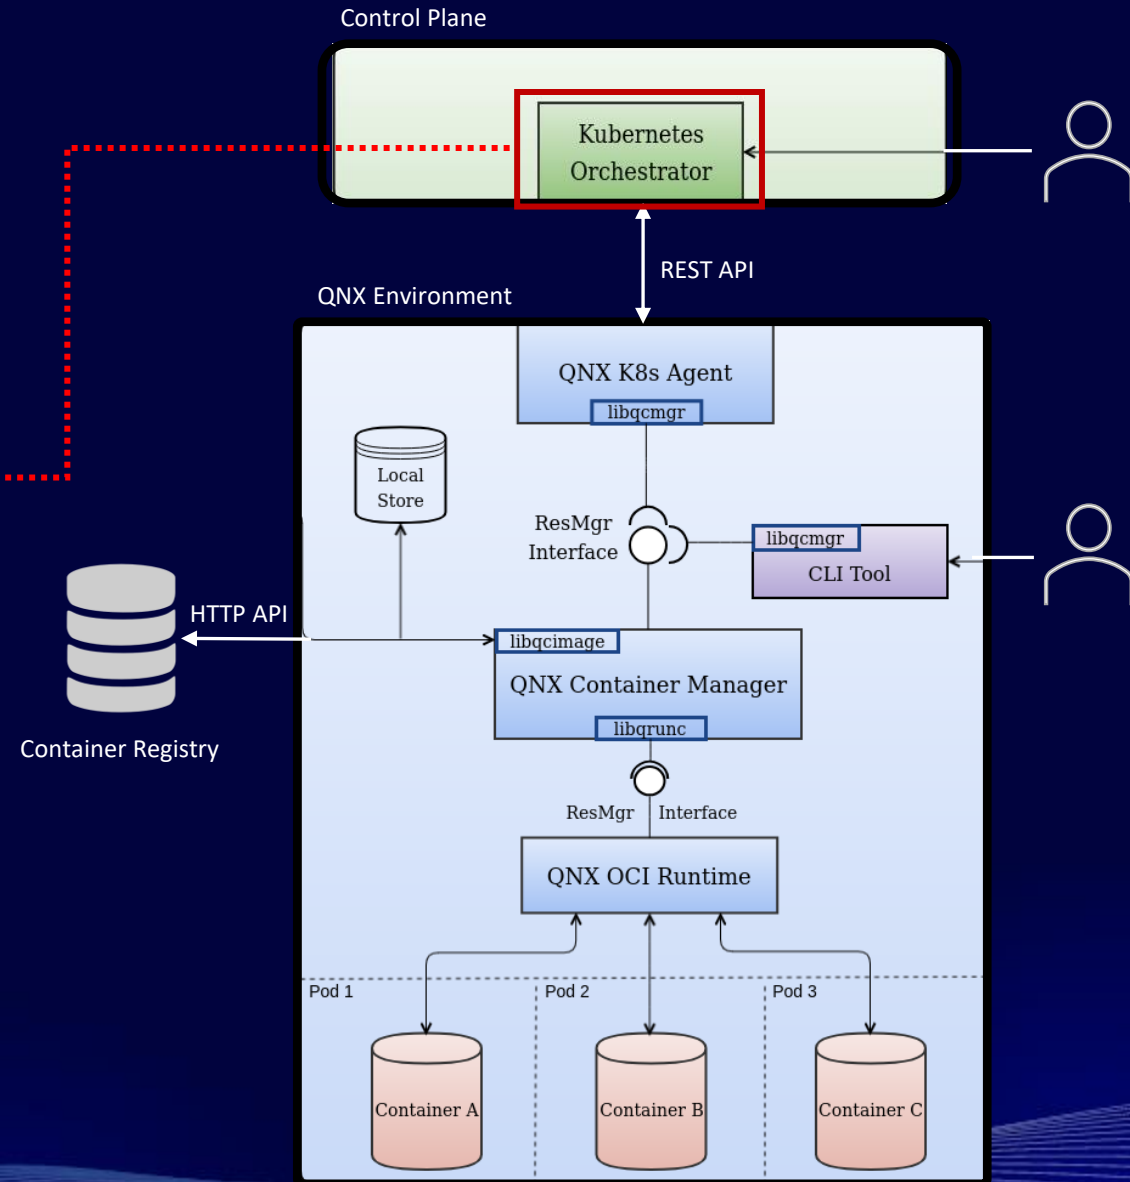 Control Plane
Kubernetes
Orchestrator
REST API
QNX Environment
QNX K8s Agent
libqcmgr
Local
Store
ResMgr
Interface
libqcmgr
CLI Tool
HTTP API
libqcimage
QNX Container Manager
libqrunc
Container Registry
ResMgr Interface
QNX OCI Runtime
Pod 1
Pod 2
Pod 3
Container A
Container B
Container C